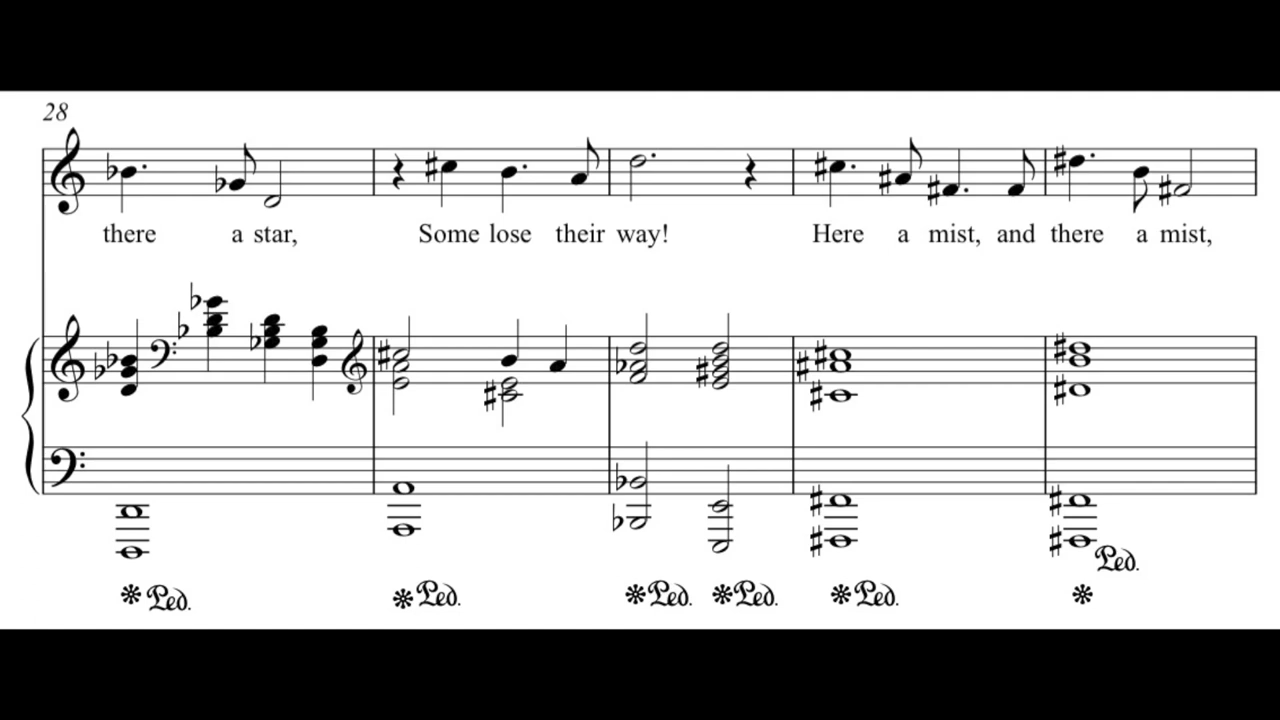 28
there a star, Some lose their way! Here a mist, and there a mist,
Ped. Ped. Ped. Ped. Ped. Ped.